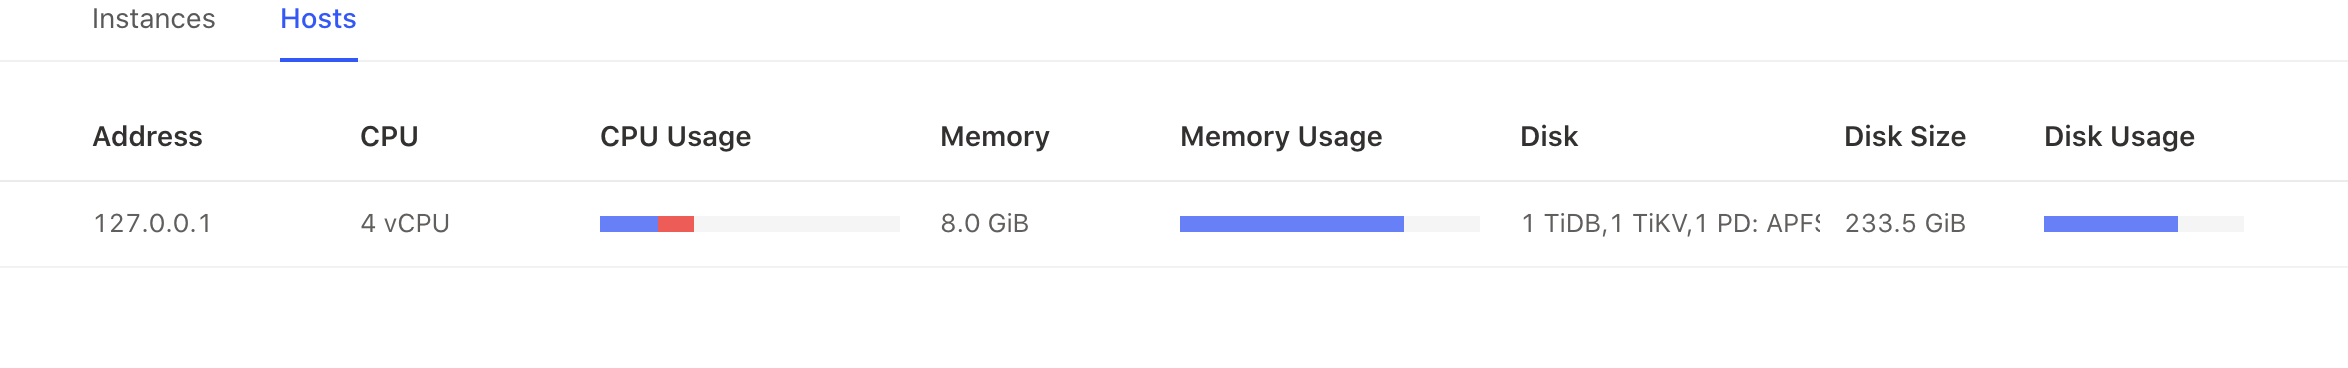 Instances Hosts
Address CPU CPU Usage Memory Memory Usage Disk Disk Size Disk Usage
127.0.0.1 4 vCPU 8.0 GiB 1 TiDB,1 TiKV,1 PD: APFS 233.5 GiB